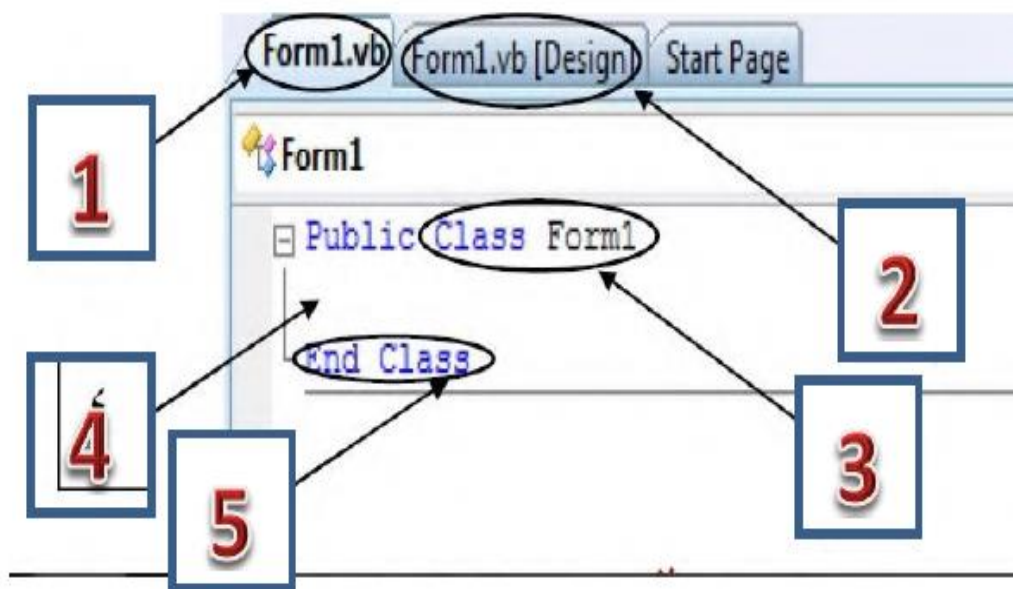 Form1.vb Form1.vb [Design] Start Page
1
Form1
Public Class Form1
2
End Class
4
3
5